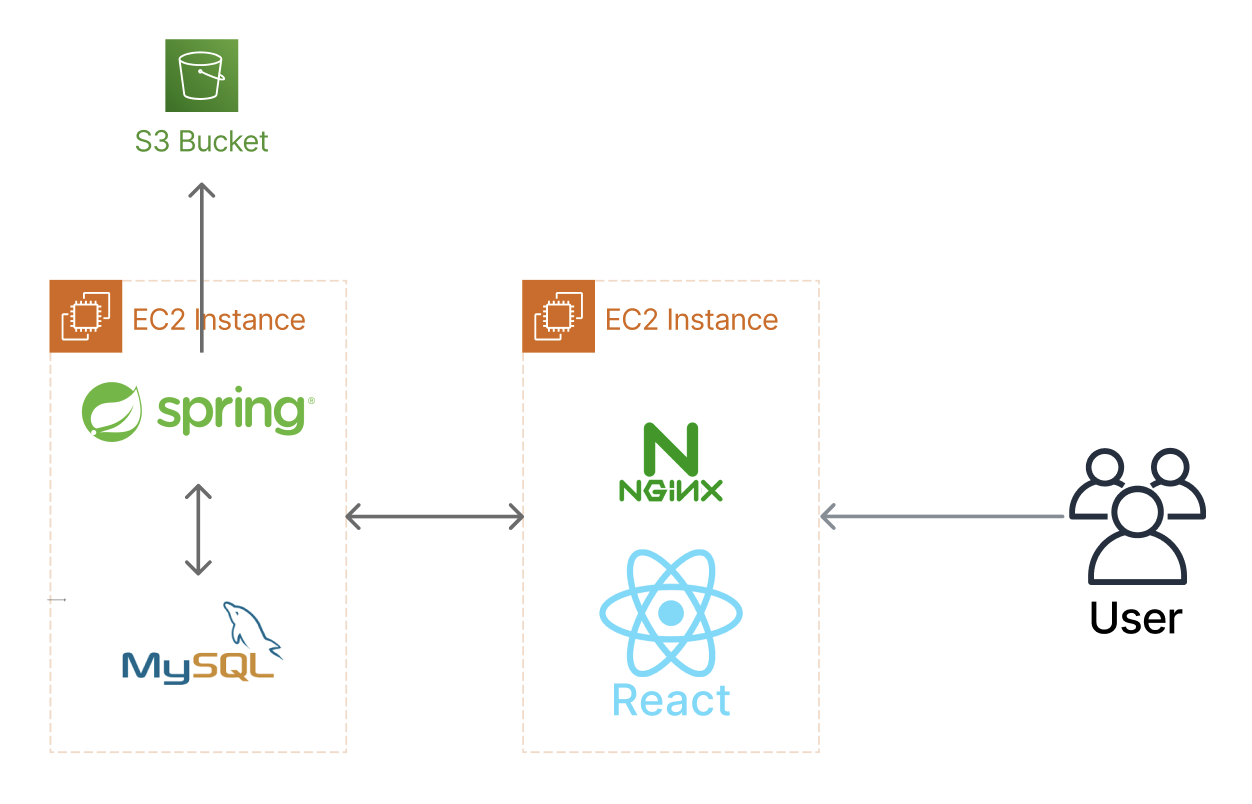 S3 Bucket
EC2 Instance
spring®
MySQL
EC2 Instance
NGiNX
React
User